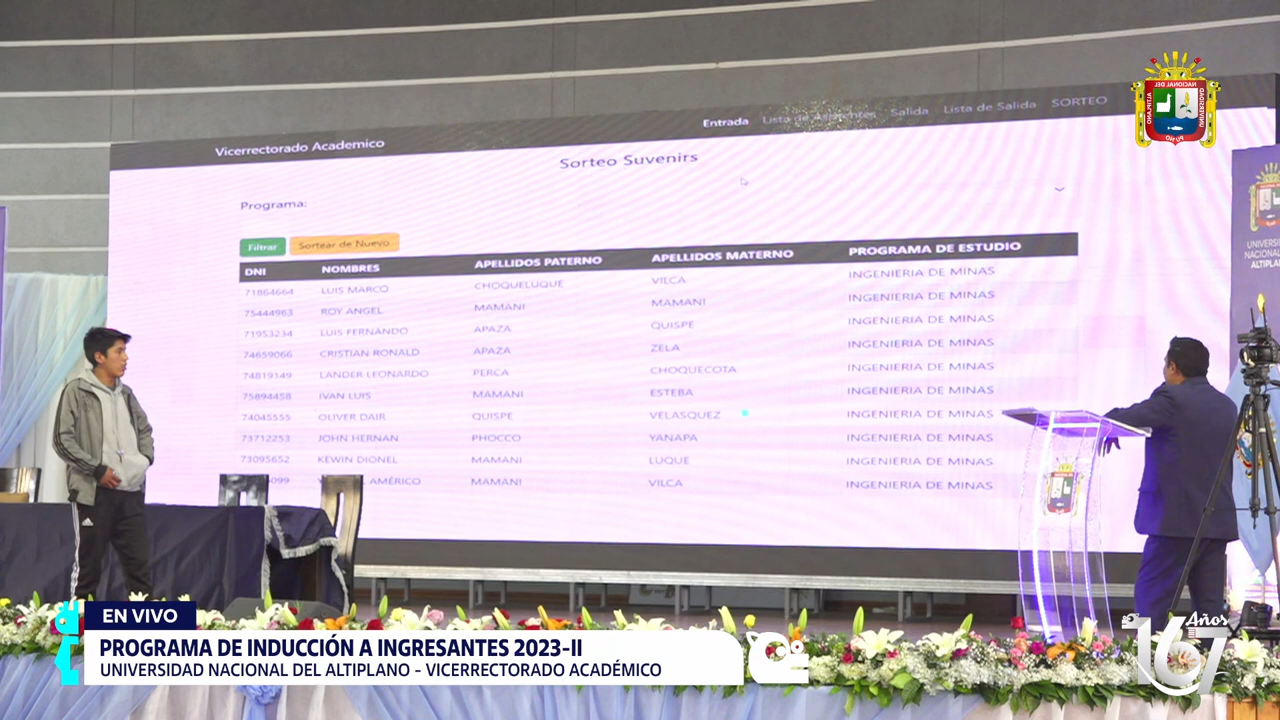 Vicerrectorado Academico
Entrada Lista de Asistentes Salida Lista de Salida SORTEO
Sorteo Suvenirs
Programa:
Filtrar Sortear de Nuevo
DNI NOMBRES APELLIDOS PATERNO APELLIDOS MATERNO PROGRAMA DE ESTUDIO
71864664 LUIS MARCO CHOQUELUQUE VILCA INGENIERIA DE MINAS
75444963 ROY ANGEL MAMANI MAMANI INGENIERIA DE MINAS
71953234 LUIS FERNANDO APAZA QUISPE INGENIERIA DE MINAS
74659066 CRISTIAN RONALD APAZA ZELA INGENIERIA DE MINAS
74819149 LANDER LEONARDO PERCA CHOQUECOTA INGENIERIA DE MINAS
75894458 IVAN LUIS MAMANI ESTEBA INGENIERIA DE MINAS
74045555 OLIVER DAIR QUISPE VELASQUEZ INGENIERIA DE MINAS
73712253 JOHN HERNAN PHOCCO YANAPA INGENIERIA DE MINAS
73095652 KEWIN DIONEL MAMANI LUQUE INGENIERIA DE MINAS
AMÉRICO MAMANI VILCA INGENIERIA DE MINAS
EN VIVO
PROGRAMA DE INDUCCIÓN A INGRESANTES 2023-II
UNIVERSIDAD NACIONAL DEL ALTIPLANO - VICERRECTORADO ACADÉMICO
167 Años